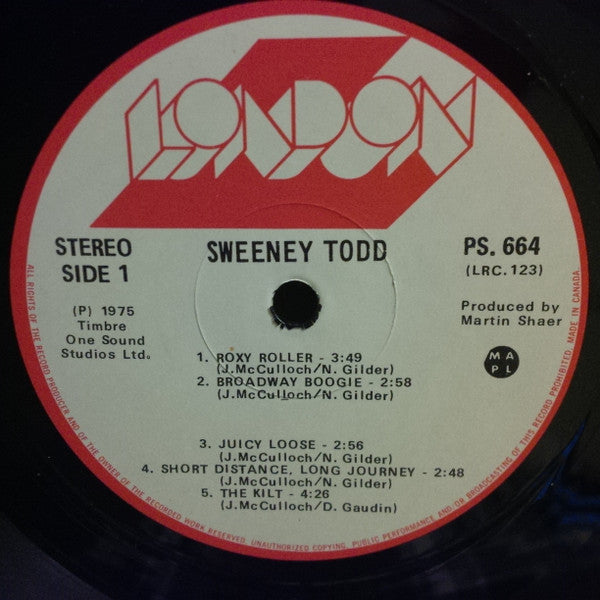 LONDON
STEREO
SIDE 1
SWEENEY TODD
PS. 664
(LRC. 123)
(P) 1975
Timbre
One Sound
Studios Ltd.
Produced by
Martin Shaer
M A
P L
1. ROXY ROLLER - 3:49
(J.McCulloch/N. Gilder)
2. BROADWAY BOOGIE - 2:58
(J.McCulloch/N. Gilder)
3. JUICY LOOSE - 2:56
(J.McCulloch/N. Gilder)
4. SHORT DISTANCE, LONG JOURNEY - 2:48
(J.McCulloch/N. Gilder)
5. THE KILT - 4:26
(J.McCulloch/D. Gaudin)
ALL RIGHTS OF THE RECORD PRODUCER AND OF THE OWNER OF THE RECORDED WORK RESERVED. UNAUTHORIZED COPYING, PUBLIC PERFORMANCE, AND/OR BROADCASTING OF THIS RECORD PROHIBITED. MADE IN CANADA.